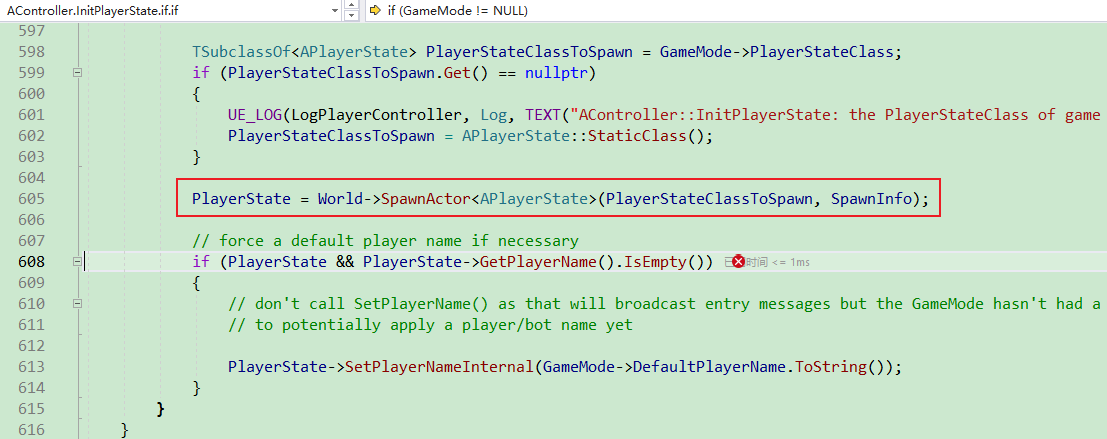 AController.InitPlayerState.if.if
if (GameMode != NULL)
597
598 TSubclassOf<APlayerState> PlayerStateClassToSpawn = GameMode->PlayerStateClass;
599 if (PlayerStateClassToSpawn.Get() == nullptr)
600 {
601 UE_LOG(LogPlayerController, Log, TEXT("AController::InitPlayerState: the PlayerStateClass of game
602 PlayerStateClassToSpawn = APlayerState::StaticClass();
603 }
604
605 PlayerState = World->SpawnActor<APlayerState>(PlayerStateClassToSpawn, SpawnInfo);
606
607 // force a default player name if necessary
608 if (PlayerState && PlayerState->GetPlayerName().IsEmpty()) 时间 <= 1ms
609 {
610 // don't call SetPlayerName() as that will broadcast entry messages but the GameMode hasn't had a
611 // to potentially apply a player/bot name yet
612
613 PlayerState->SetPlayerNameInternal(GameMode->DefaultPlayerName.ToString());
614 }
615 }
616 }